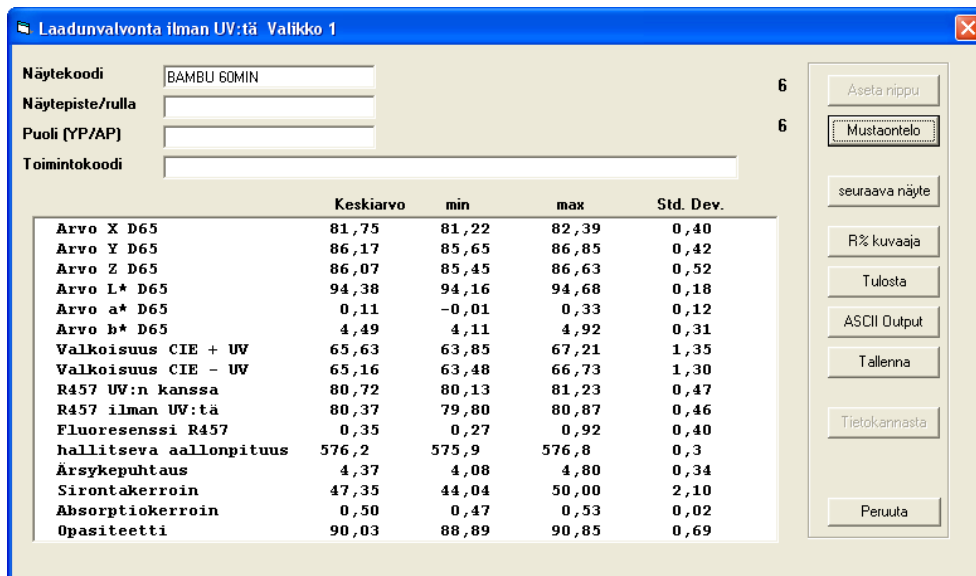 Laadunvalvonta ilman UV:tä Valikko 1
Näytekoodi BAMBU 60MIN 6 Aseta nippu
Näytepiste/rulla
Puoli (YP/AP) 6 Mustaontelo
Toimintokoodi
seuraava näyte
Keskiarvo min max Std. Dev.
Arvo X D65 81,75 81,22 82,39 0,40
Arvo Y D65 86,17 85,65 86,85 0,42
R% kuvaaja
Arvo Z D65 86,07 85,45 86,63 0,52
Arvo L* D65 94,38 94,16 94,68 0,18
Tulosta
Arvo a* D65 0,11 -0,01 0,33 0,12
Arvo b* D65 4,49 4,11 4,92 0,31
ASCII Output
Valkoisuus CIE + UV 65,63 63,85 67,21 1,35
Valkoisuus CIE - UV 65,16 63,48 66,73 1,30
Tallenna
R457 UV:n kanssa 80,72 80,13 81,23 0,47
R457 ilman UV:tä 80,37 79,80 80,87 0,46
Fluoresenssi R457 0,35 0,27 0,92 0,40
Tietokannasta
hallitseva aallonpituus 576,2 575,9 576,8 0,3
Ärsykepuhtaus 4,37 4,08 4,80 0,34
Sirontakerroin 47,35 44,04 50,00 2,10
Absorptiokerroin 0,50 0,47 0,53 0,02
Peruuta
Opasiteetti 90,03 88,89 90,85 0,69